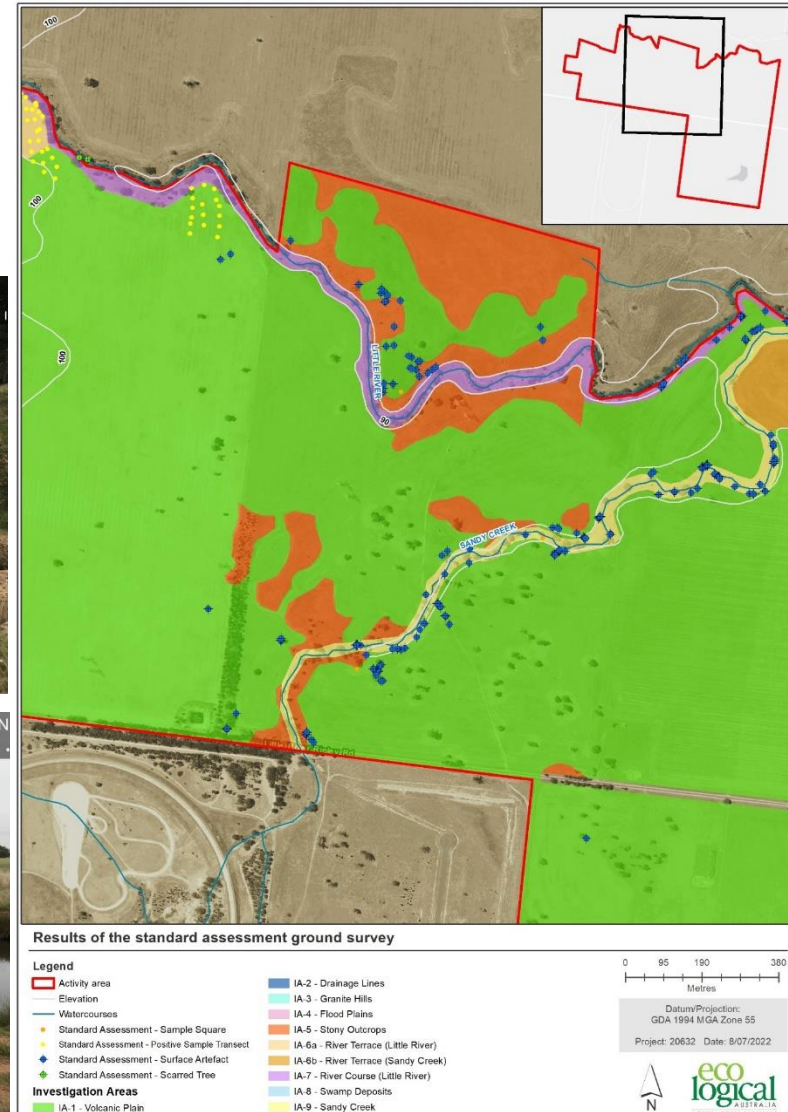 100
100
100
LITTLE RIVER
90
SANDY CREEK
Results of the standard assessment ground survey
Legend
Activity area
Elevation
Watercourses
Standard Assessment - Sample Square
Standard Assessment - Positive Sample Transect
Standard Assessment - Surface Artefact
Standard Assessment - Scarred Tree
Investigation Areas
IA-1 - Volcanic Plain
IA-2 - Drainage Lines
IA-3 - Granite Hills
IA-4 - Flood Plains
IA-5 - Stony Outcrops
IA-6a - River Terrace (Little River)
IA-6b - River Terrace (Sandy Creek)
IA-7 - River Course (Little River)
IA-8 - Swamp Deposits
IA-9 - Sandy Creek
0 95 190 380
Metres
Datum/Projection:
GDA 1994 MGA Zone 55
Project: 20632 Date: 8/07/2022
N
eco
logical
AUSTRALIA